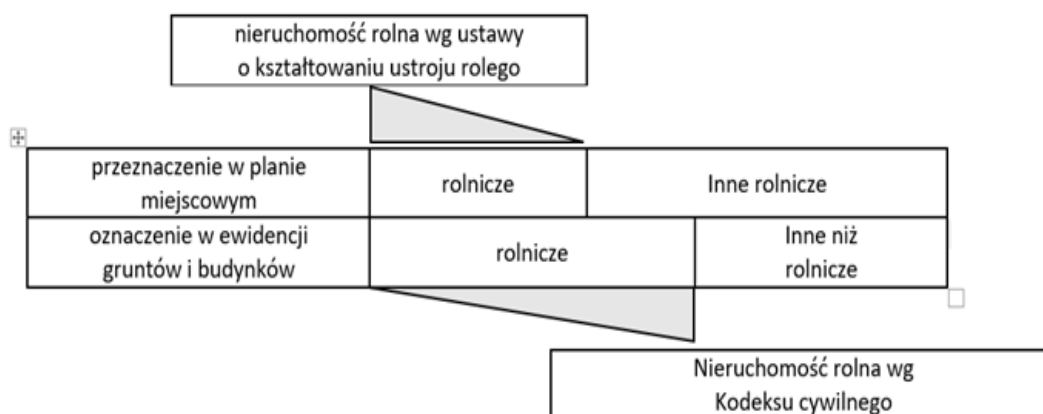 nieruchomość rolna wg ustawy
o kształtowaniu ustroju rolego
przeznaczenie w planie
miejscowym
rolnicze
Inne rolnicze
oznaczenie w ewidencji
gruntów i budynków
rolnicze
Inne niż
rolnicze
Nieruchomość rolna wg
Kodeksu cywilnego